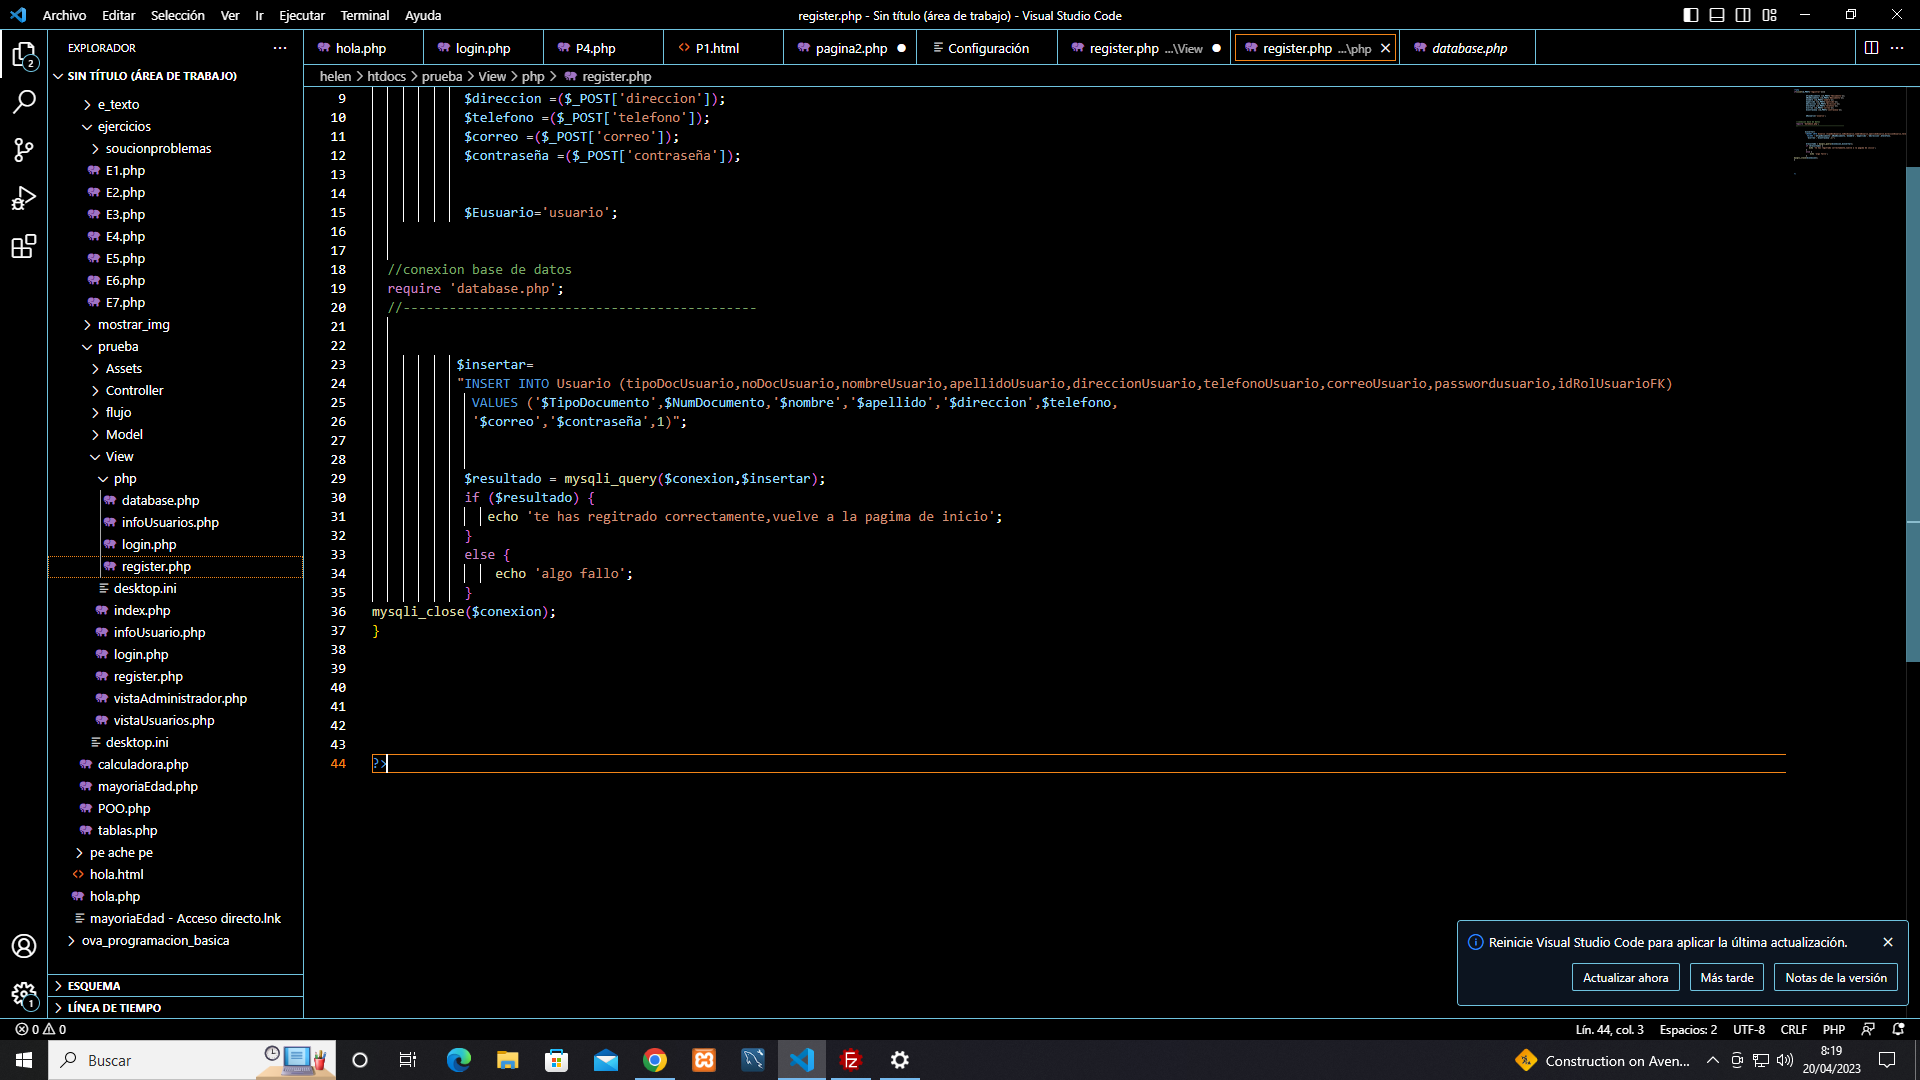 Archivo Editar Selección Ver Ir Ejecutar Terminal Ayuda
register.php - Sin título (área de trabajo) - Visual Studio Code
EXPLORADOR
hola.php login.php P4.php P1.html pagina2.php Configuración register.php ...\View register.php ...\php database.php
SIN TÍTULO (ÁREA DE TRABAJO)
helen > htdocs > prueba > View > php > register.php
e_texto
ejercicios
soucionproblemas
E1.php
E2.php
E3.php
E4.php
E5.php
E6.php
E7.php
mostrar_img
prueba
Assets
Controller
flujo
Model
View
php
database.php
infoUsuarios.php
login.php
register.php
desktop.ini
index.php
infoUsuario.php
login.php
register.php
vistaAdministrador.php
vistaUsuarios.php
desktop.ini
calculadora.php
mayoriaEdad.php
POO.php
tablas.php
pe ache pe
hola.html
hola.php
mayoriaEdad - Acceso directo.lnk
ova_programacion_basica
ESQUEMA
LÍNEA DE TIEMPO
9 $direccion =($_POST['direccion']);
10 $telefono =($_POST['telefono']);
11 $correo =($_POST['correo']);
12 $contraseña =($_POST['contraseña']);
13
14
15 $Eusuario='usuario';
16
17
18 //conexion base de datos
19 require 'database.php';
20 //----------------------------------------------
21
22
23 $insertar=
24 "INSERT INTO Usuario (tipoDocUsuario,noDocUsuario,nombreUsuario,apellidoUsuario,direccionUsuario,telefonoUsuario,correoUsuario,passwordusuario,idRolUsuarioFK)
25 VALUES ('$TipoDocumento',$NumDocumento,'$nombre','$apellido','$direccion',$telefono,
26 '$correo','$contraseña',1)";
27
28
29 $resultado = mysqli_query($conexion,$insertar);
30 if ($resultado) {
31 echo 'te has regitrado correctamente,vuelve a la pagima de inicio';
32 }
33 else {
34 echo 'algo fallo';
35 }
36 mysqli_close($conexion);
37 }
38
39
40
41
42
43
44 ?>
Reinicie Visual Studio Code para aplicar la última actualización.
Actualizar ahora Más tarde Notas de la versión
2
1
0 0
Lín. 44, col. 3 Espacios: 2 UTF-8 CRLF PHP
Buscar
Construction on Aven...
8:19
20/04/2023